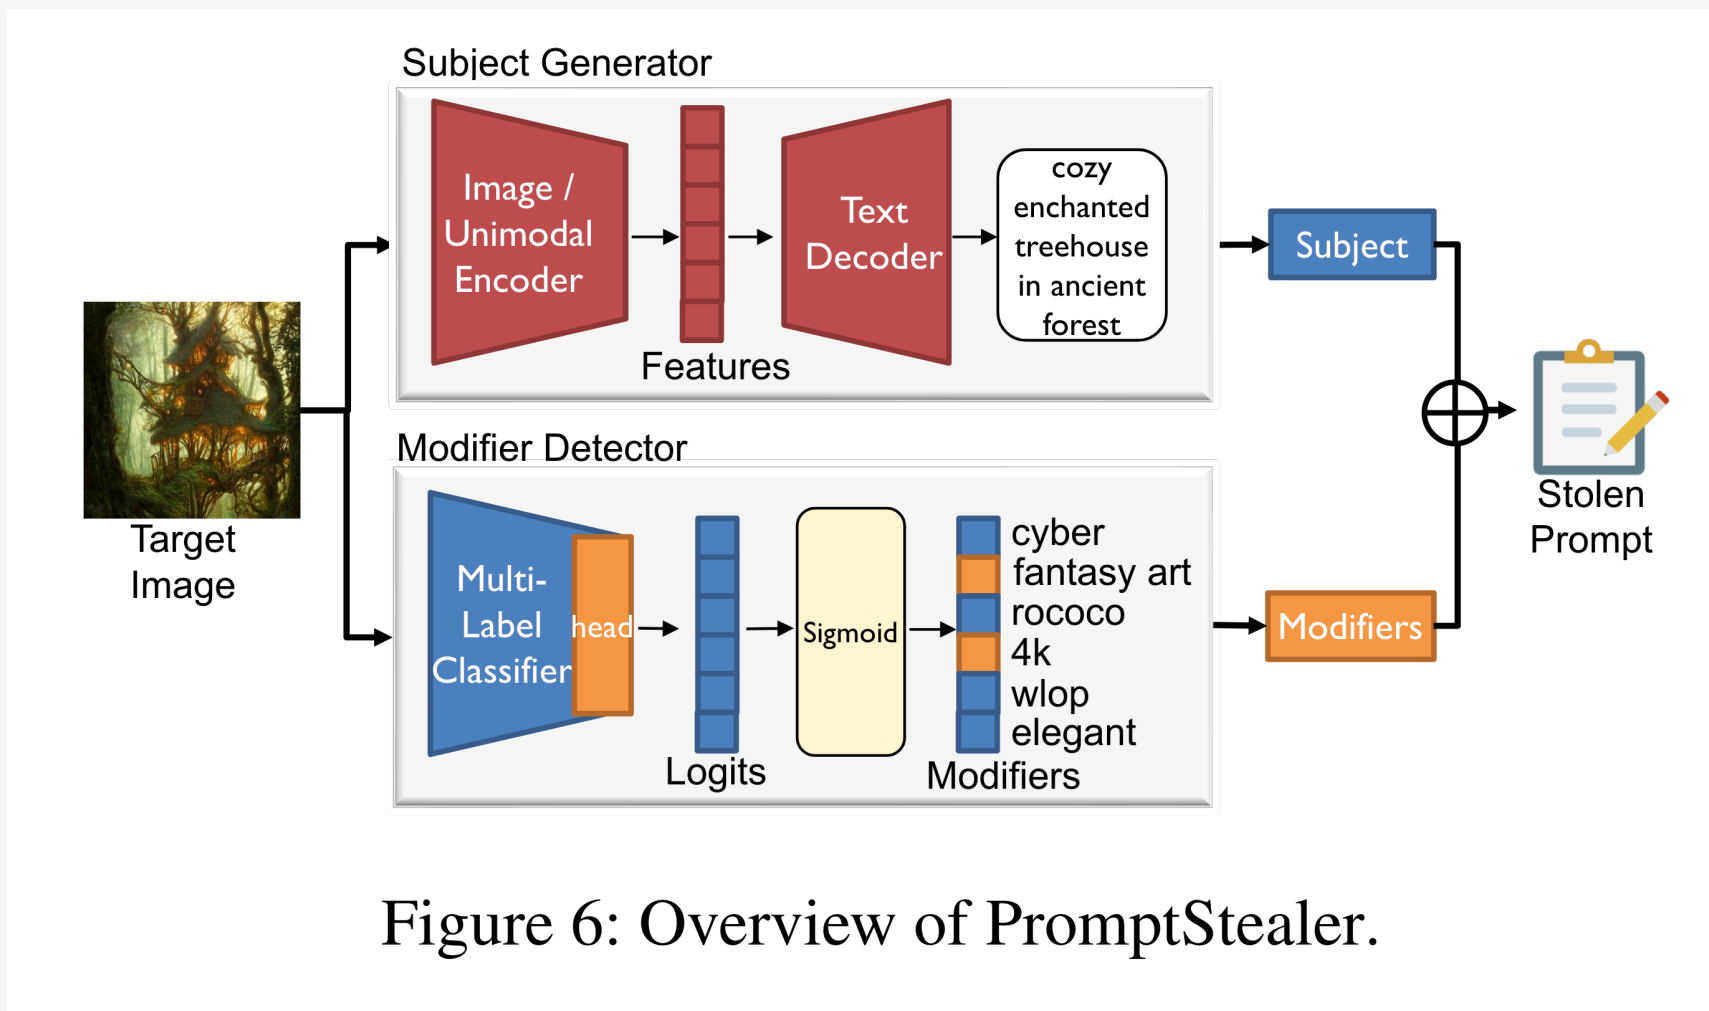 Subject Generator
Image /
Unimodal
Encoder
Features
Text
Decoder
cozy
enchanted
treehouse
in ancient
forest
Subject
Target
Image
Modifier Detector
Multi-
Label
Classifier
head
Logits
Sigmoid
cyber
fantasy art
rococo
4k
wlop
elegant
Modifiers
Modifiers
Stolen
Prompt
Figure 6: Overview of PromptStealer.